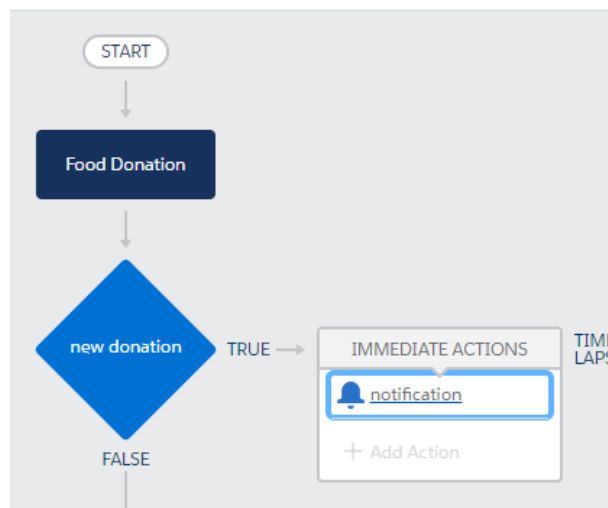 START
Food Donation
new donation
TRUE
IMMEDIATE ACTIONS
notification
+ Add Action
FALSE